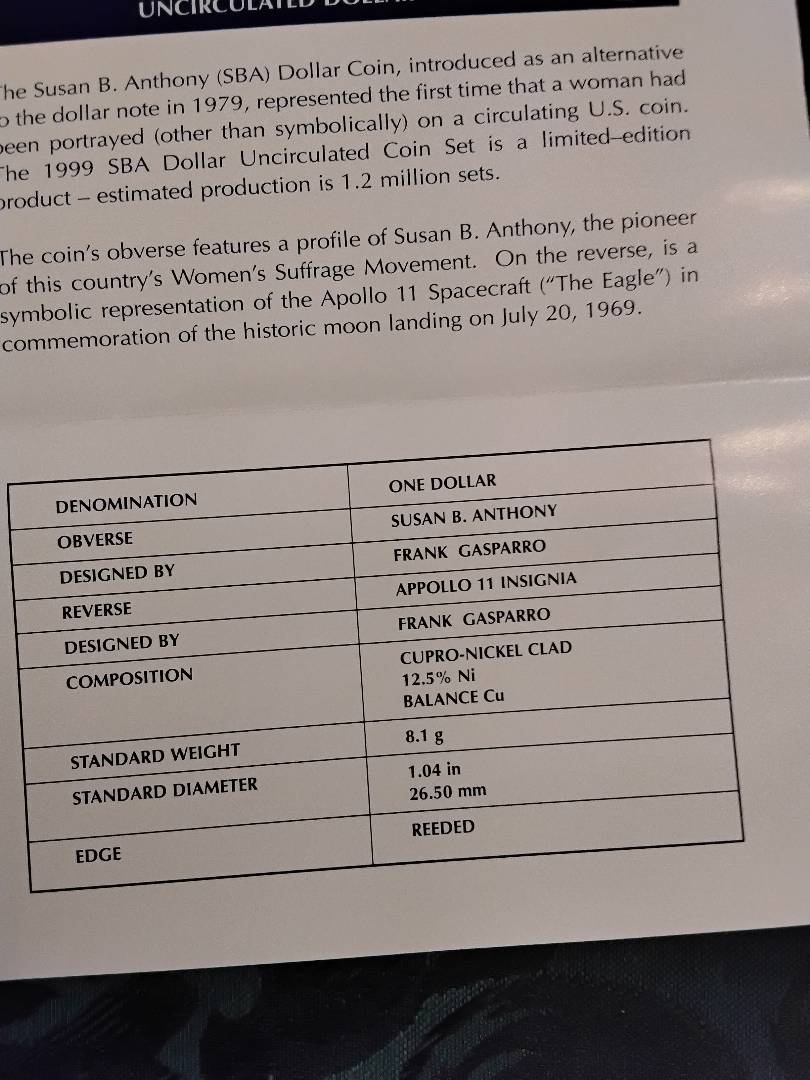 UNCIRCULATED
he Susan B. Anthony (SBA) Dollar Coin, introduced as an alternative
o the dollar note in 1979, represented the first time that a woman had
been portrayed (other than symbolically) on a circulating U.S. coin.
The 1999 SBA Dollar Uncirculated Coin Set is a limited–edition
product – estimated production is 1.2 million sets.
The coin's obverse features a profile of Susan B. Anthony, the pioneer
of this country's Women's Suffrage Movement. On the reverse, is a
symbolic representation of the Apollo 11 Spacecraft ("The Eagle") in
commemoration of the historic moon landing on July 20, 1969.
DENOMINATION ONE DOLLAR
OBVERSE SUSAN B. ANTHONY
DESIGNED BY FRANK GASPARRO
REVERSE APPOLLO 11 INSIGNIA
DESIGNED BY FRANK GASPARRO
COMPOSITION CUPRO-NICKEL CLAD
12.5% Ni
BALANCE Cu
STANDARD WEIGHT 8.1 g
STANDARD DIAMETER 1.04 in
26.50 mm
EDGE REEDED